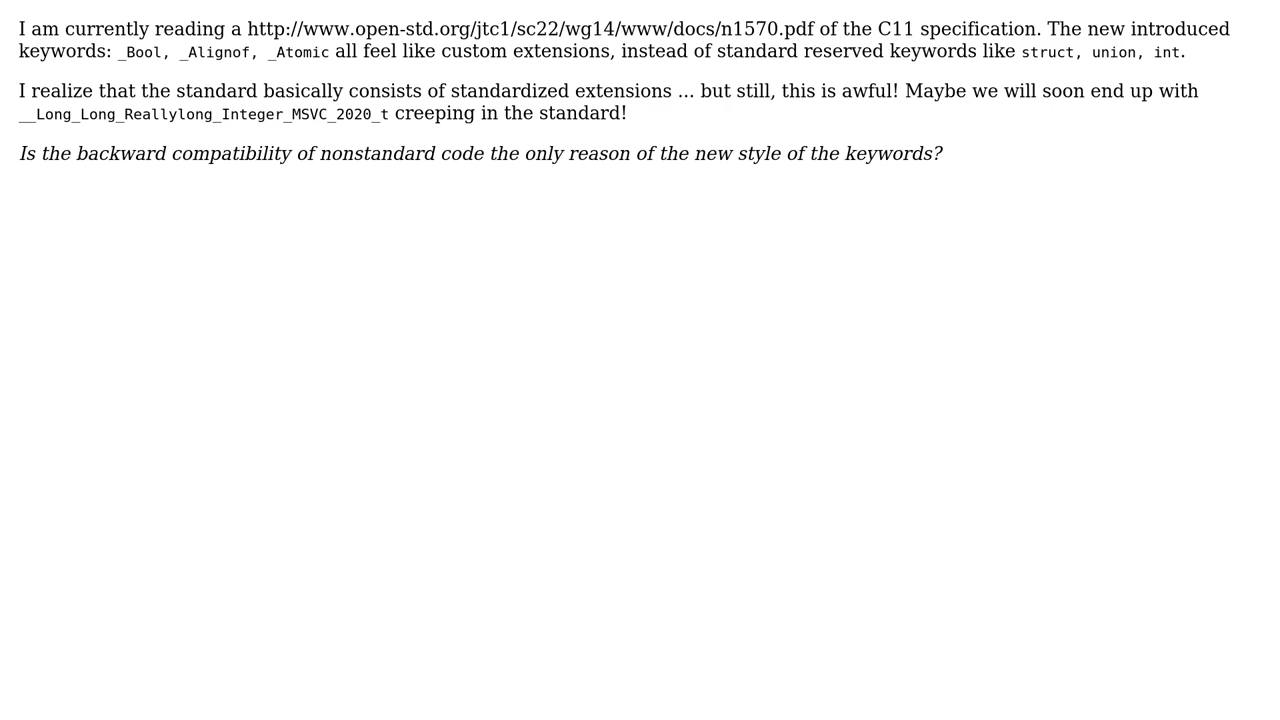 I am currently reading a http://www.open-std.org/jtc1/sc22/wg14/www/docs/n1570.pdf of the C11 specification. The new introduced
keywords: _Bool, _Alignof, _Atomic all feel like custom extensions, instead of standard reserved keywords like struct, union, int.
I realize that the standard basically consists of standardized extensions ... but still, this is awful! Maybe we will soon end up with
__Long_Long_Reallylong_Integer_MSVC_2020_t creeping in the standard!
Is the backward compatibility of nonstandard code the only reason of the new style of the keywords?